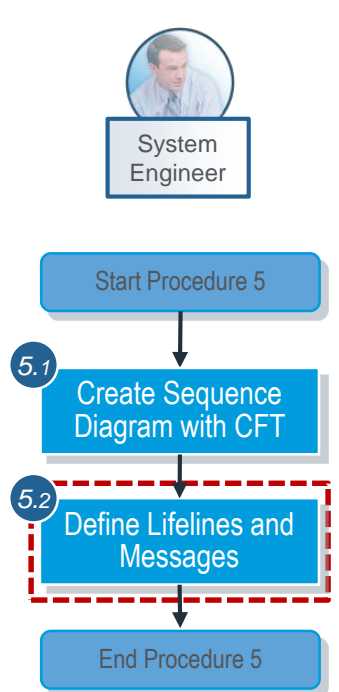 System
Engineer
Start Procedure 5
5.1
Create Sequence
Diagram with CFT
5.2
Define Lifelines and
Messages
End Procedure 5